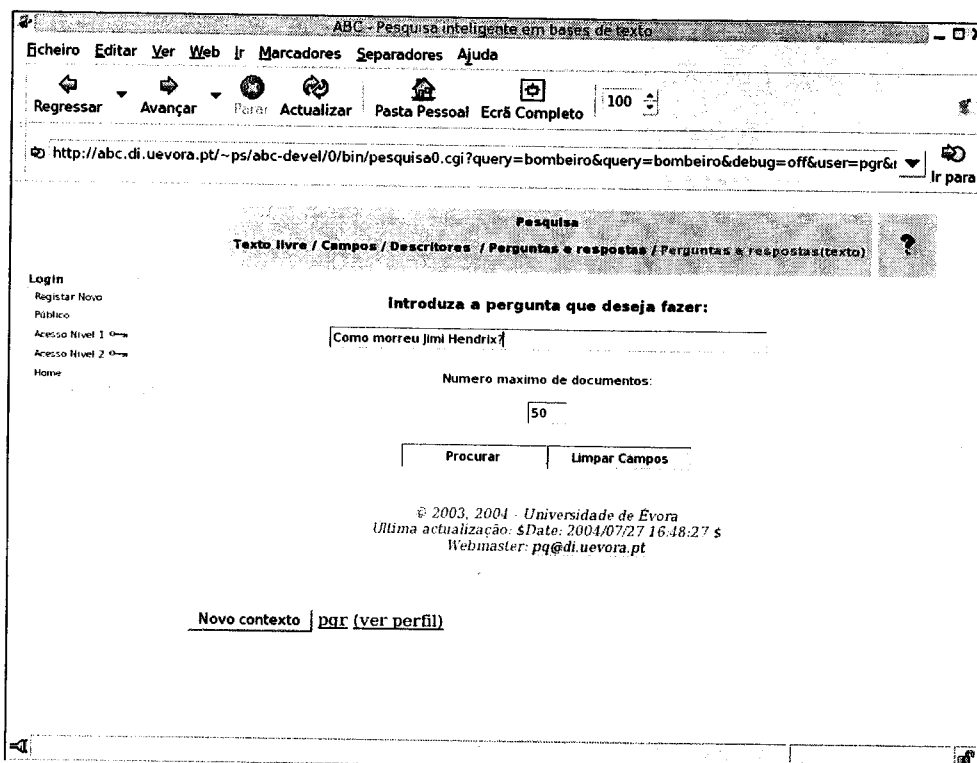 ABC - Pesquisa inteligente em bases de texto
Ficheiro Editar Ver Web Ir Marcadores Separadores Ajuda
Regressar Avançar Parar Actualizar Pasta Pessoal Ecrã Completo 100
http://abc.di.uevora.pt/~ps/abc-devel/0/bin/pesquisa0.cgi?query=bombeiro&query=bombeiro&debug=off&user=pgr&r
Ir para
Pesquisa
Texto livre / Campos / Descritores / Perguntas e respostas / Perguntas e respostas(texto)
?
Login
Registar Novo
Público
Acesso Nivel 1
Acesso Nivel 2
Home
Introduza a pergunta que deseja fazer:
Como morreu Jimi Hendrix?
Numero maximo de documentos:
50
Procurar Limpar Campos
© 2003, 2004 - Universidade de Évora
Ultima actualização: $Date: 2004/07/27 16:48:27 $
Webmaster: pq@di.uevora.pt
Novo contexto pgr (ver perfil)